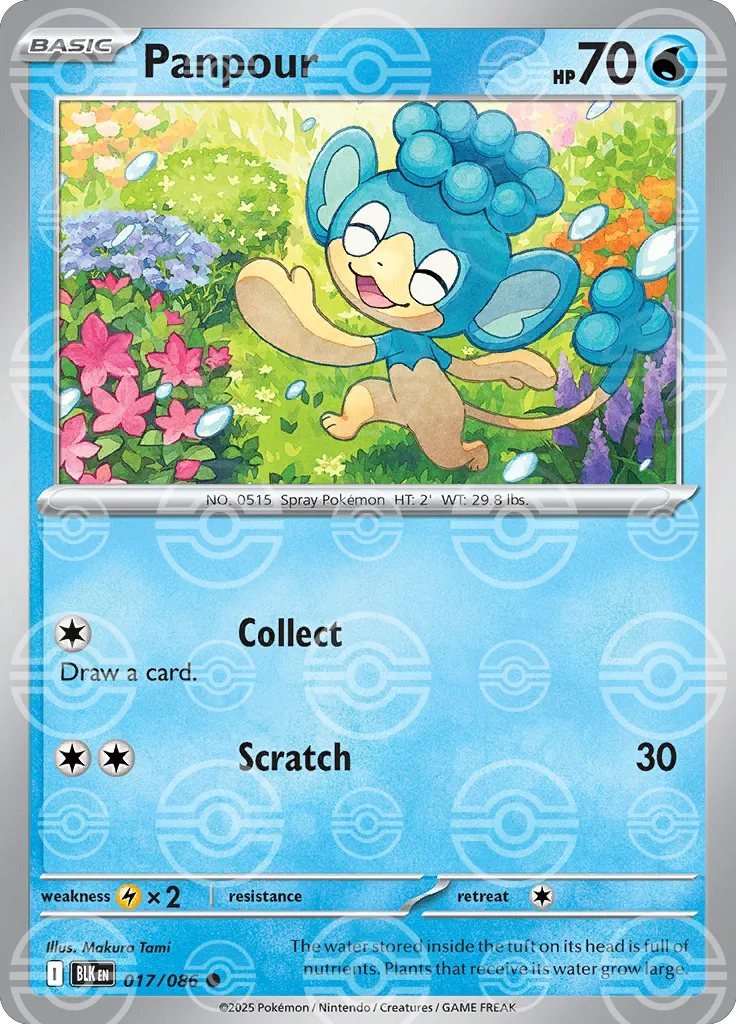 BASIC
Panpour
HP 70
NO. 0515 Spray Pokémon HT: 2' WT: 29.8 lbs.
Collect
Draw a card.
Scratch 30
weakness ×2 resistance retreat
Illus. Makura Tami
The water stored inside the tuft on its head is full of
nutrients. Plants that receive its water grow large.
I BLK EN 017/086
©2025 Pokémon / Nintendo / Creatures / GAME FREAK